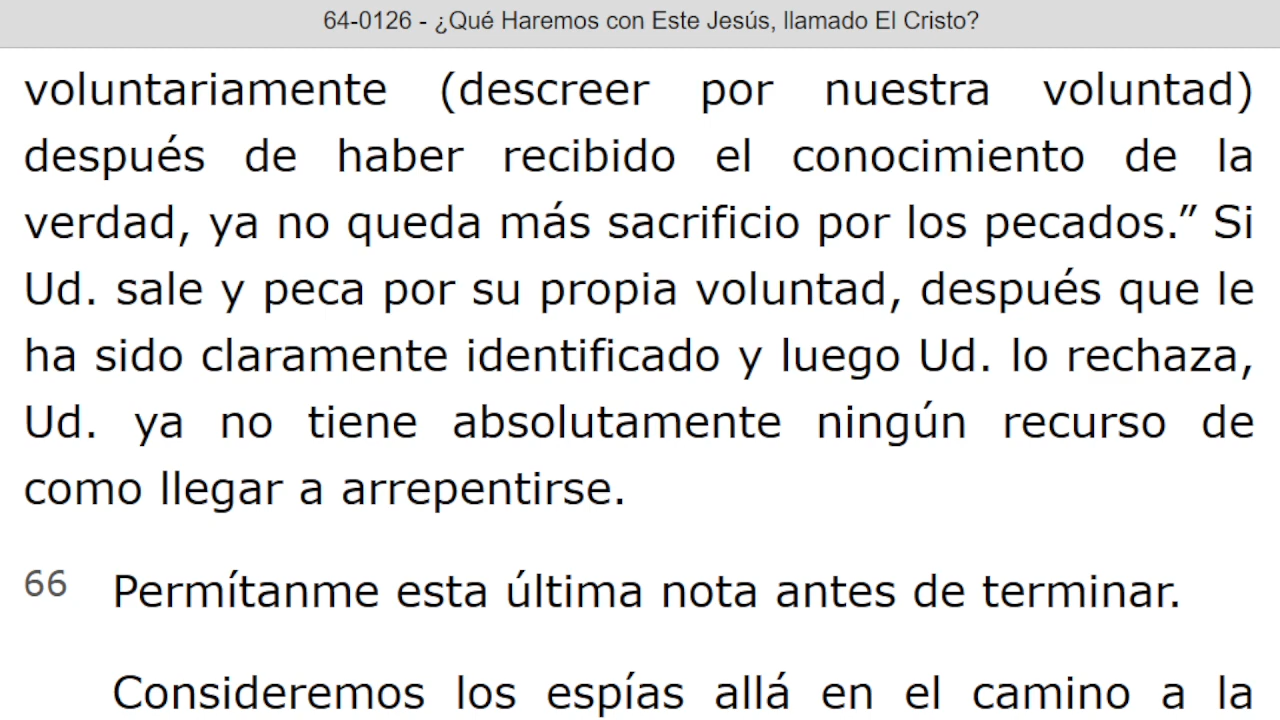 64-0126 - ¿Qué Haremos con Este Jesús, llamado El Cristo?
voluntariamente (descreer por nuestra voluntad)
después de haber recibido el conocimiento de la
verdad, ya no queda más sacrificio por los pecados.” Si
Ud. sale y peca por su propia voluntad, después que le
ha sido claramente identificado y luego Ud. lo rechaza,
Ud. ya no tiene absolutamente ningún recurso de
como llegar a arrepentirse.
66 Permítanme esta última nota antes de terminar.
Consideremos los espías allá en el camino a la